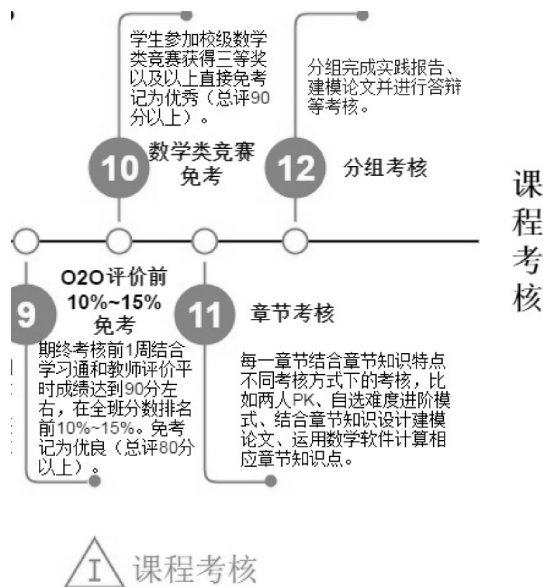 学生参加校级数学
类竞赛获得三等奖
以及以上直接免考
记为优秀（总评90
分以上）。
10
数学类竞赛
免考
分组完成实践报告、
建模论文并进行答辩
等考核。
12
分组考核
9
O2O评价前
10%~15%
免考
期终考核前1周结合
学习通和教师评价平
时成绩达到90分左
右，在全班分数排名
前10%~15%。免考
记为优良（总评80分
以上）。
11
章节考核
每一章节结合章节知识特点
不同考核方式下的考核，比
如两人PK、自选难度进阶模
式、结合章节知识设计建模
论文、运用数学软件计算相
应章节知识点。
课程考核
I 课程考核